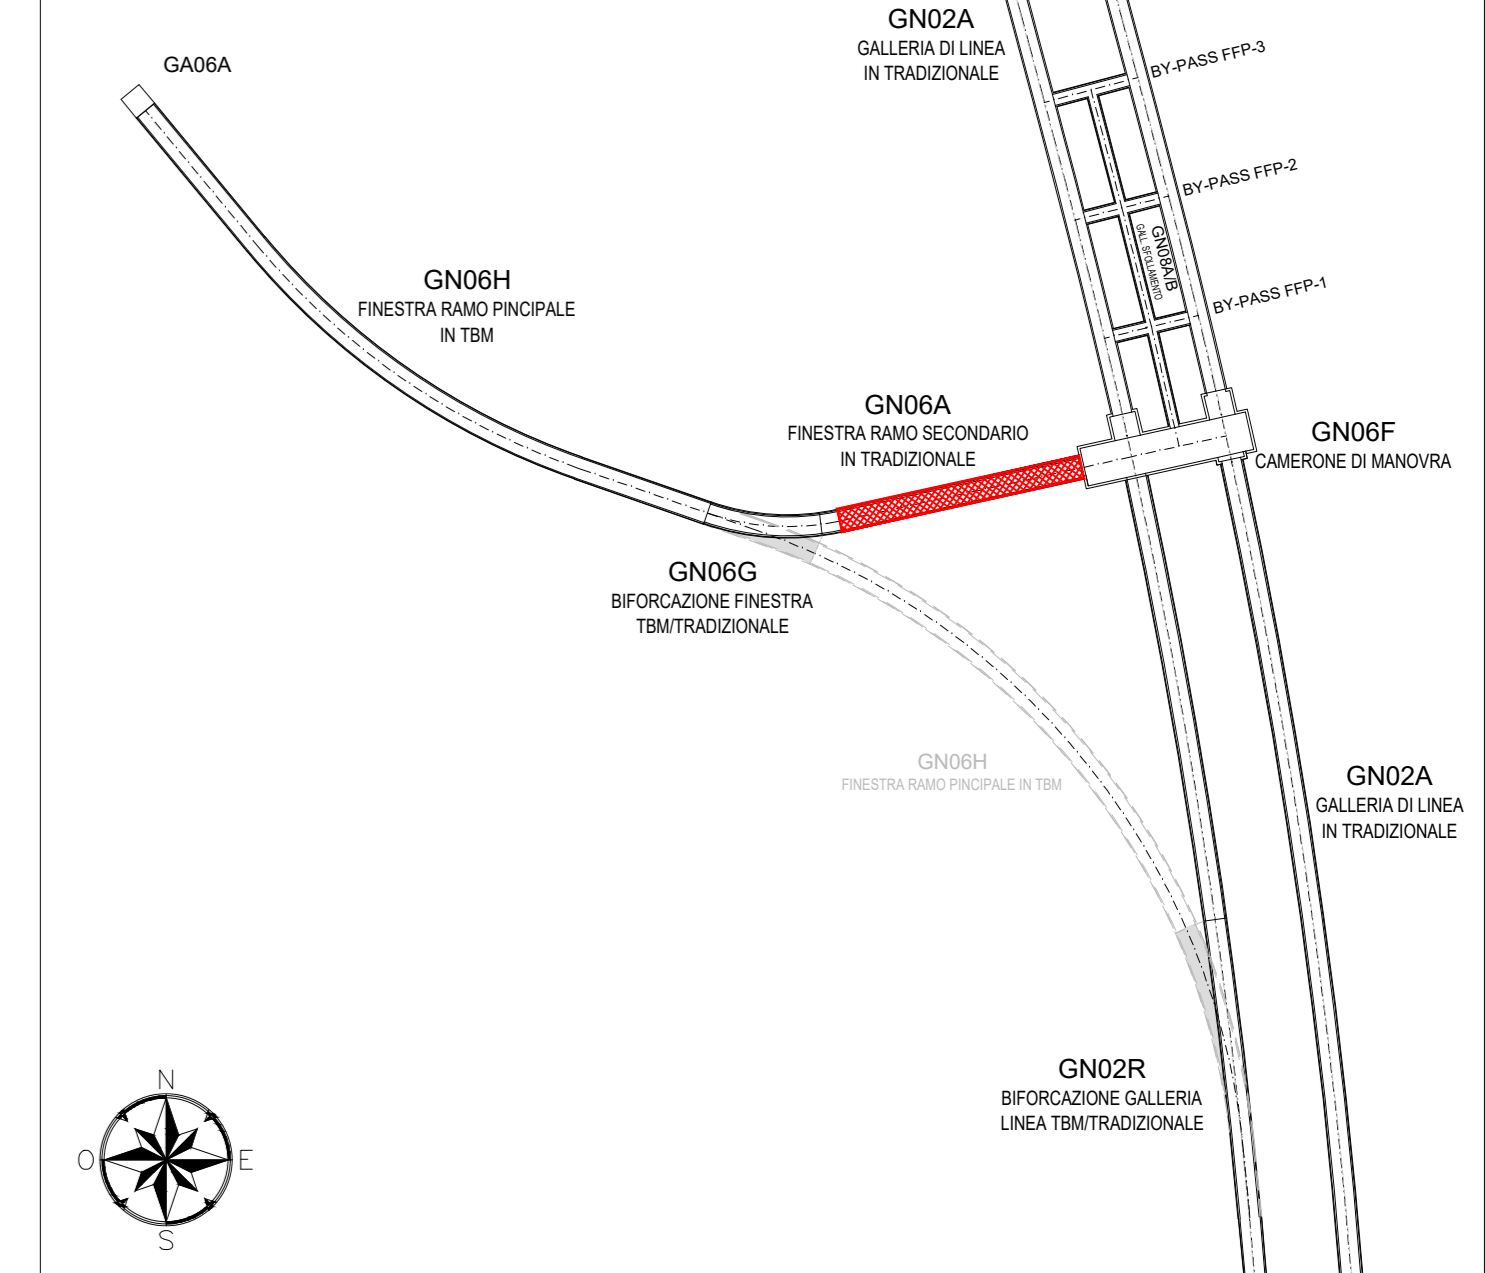 GN02A
GALLERIA DI LINEA
IN TRADIZIONALE
GA06A
BY-PASS FFP-3
BY-PASS FFP-2
GN08A/B
GALL. SFOLLAMENTO
BY-PASS FFP-1
GN06H
FINESTRA RAMO PINCIPALE
IN TBM
GN06A
FINESTRA RAMO SECONDARIO
IN TRADIZIONALE
GN06F
CAMERONE DI MANOVRA
GN06G
BIFORCAZIONE FINESTRA
TBM/TRADIZIONALE
GN06H
FINESTRA RAMO PINCIPALE IN TBM
GN02A
GALLERIA DI LINEA
IN TRADIZIONALE
GN02R
BIFORCAZIONE GALLERIA
LINEA TBM/TRADIZIONALE
N
O
E
S